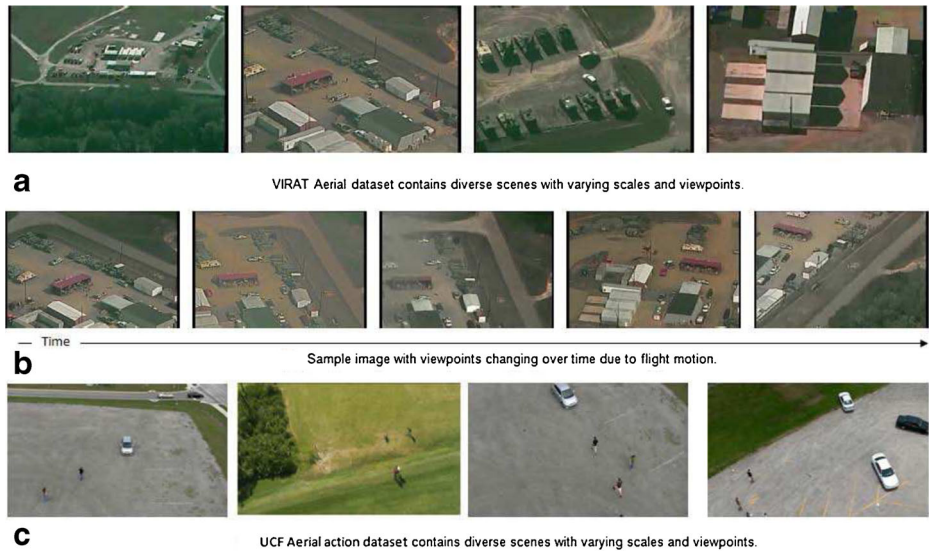 a
VIRAT Aerial dataset contains diverse scenes with varying scales and viewpoints.
Time
b
Sample image with viewpoints changing over time due to flight motion.
c
UCF Aerial action dataset contains diverse scenes with varying scales and viewpoints.